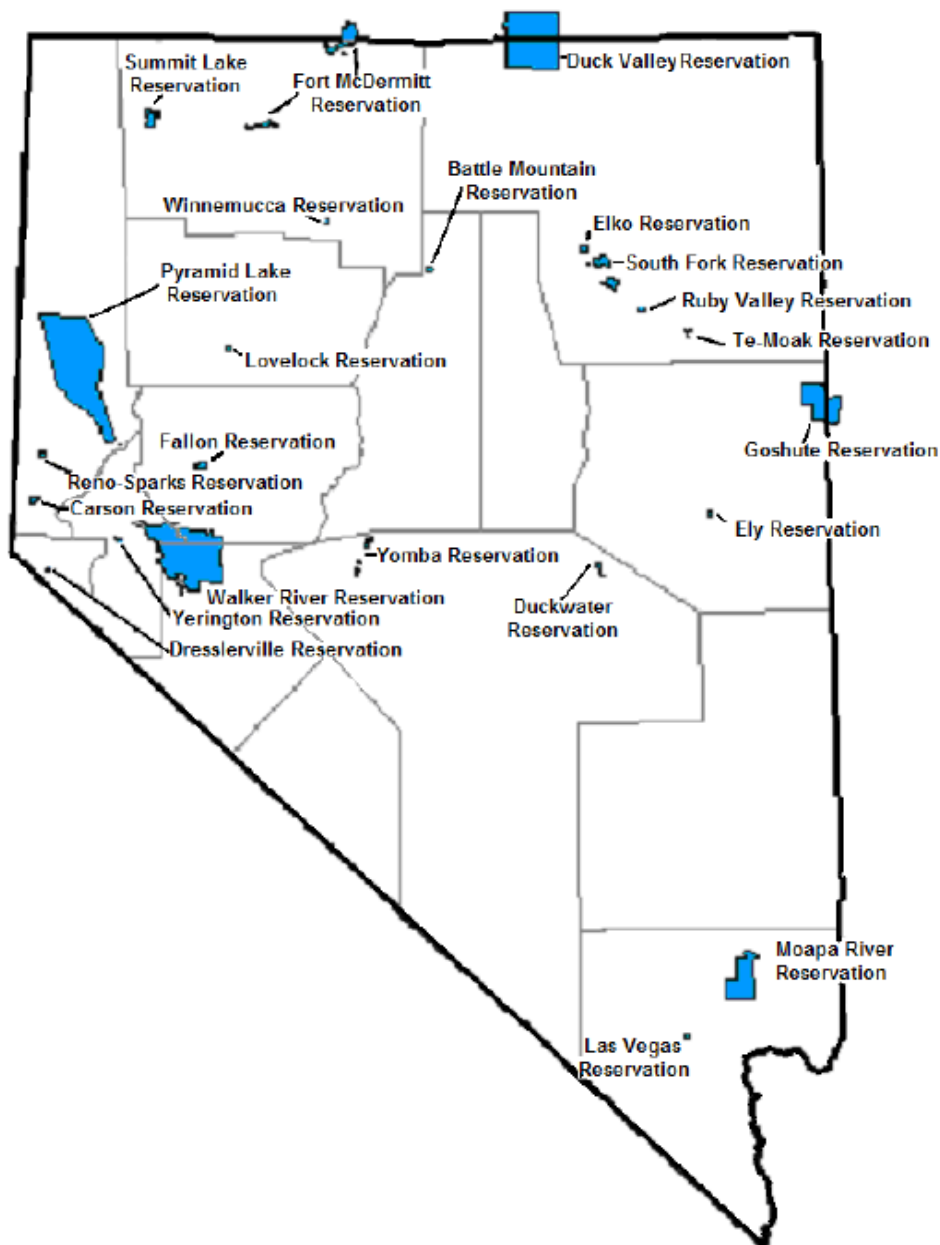 Summit Lake
Reservation
Fort McDermitt
Reservation
Duck Valley Reservation
Battle Mountain
Reservation
Winnemucca Reservation
Elko Reservation
South Fork Reservation
Pyramid Lake
Reservation
Ruby Valley Reservation
Te-Moak Reservation
Lovelock Reservation
Fallon Reservation
Goshute Reservation
Reno-Sparks Reservation
Carson Reservation
Ely Reservation
Yomba Reservation
Walker River Reservation
Duckwater
Reservation
Yerington Reservation
Dresslerville Reservation
Moapa River
Reservation
Las Vegas
Reservation